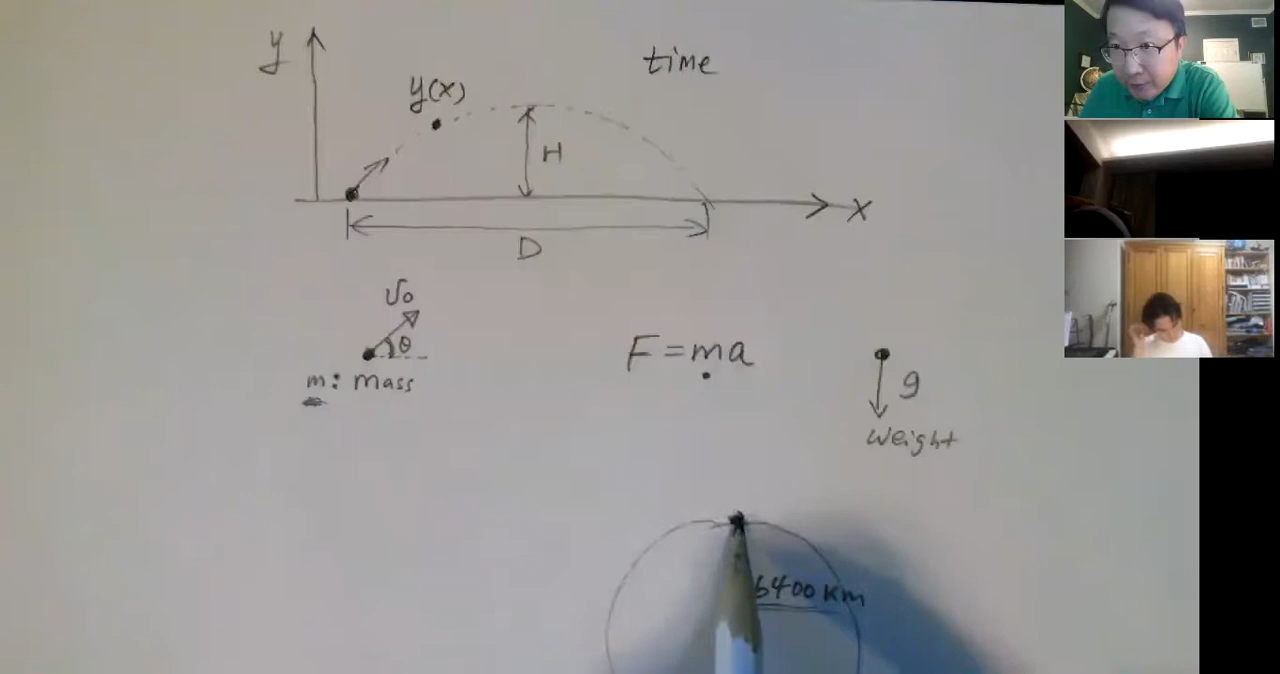 y
time
y(x)
H
x
D
v₀
θ
F = ma
g
m: mass
weight
6400 km